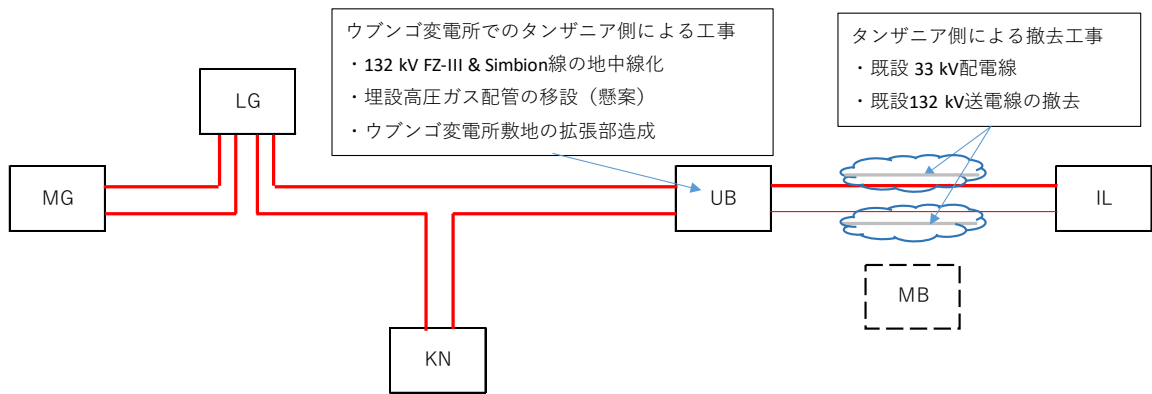 ウブンゴ変電所でのタンザニア側による工事
・132 kV FZ-III & Simbion線の地中線化
・埋設高圧ガス配管の移設（懸案）
・ウブンゴ変電所敷地の拡張部造成
タンザニア側による撤去工事
・既設 33 kV配電線
・既設132 kV送電線の撤去
LG
MG
UB
IL
MB
KN